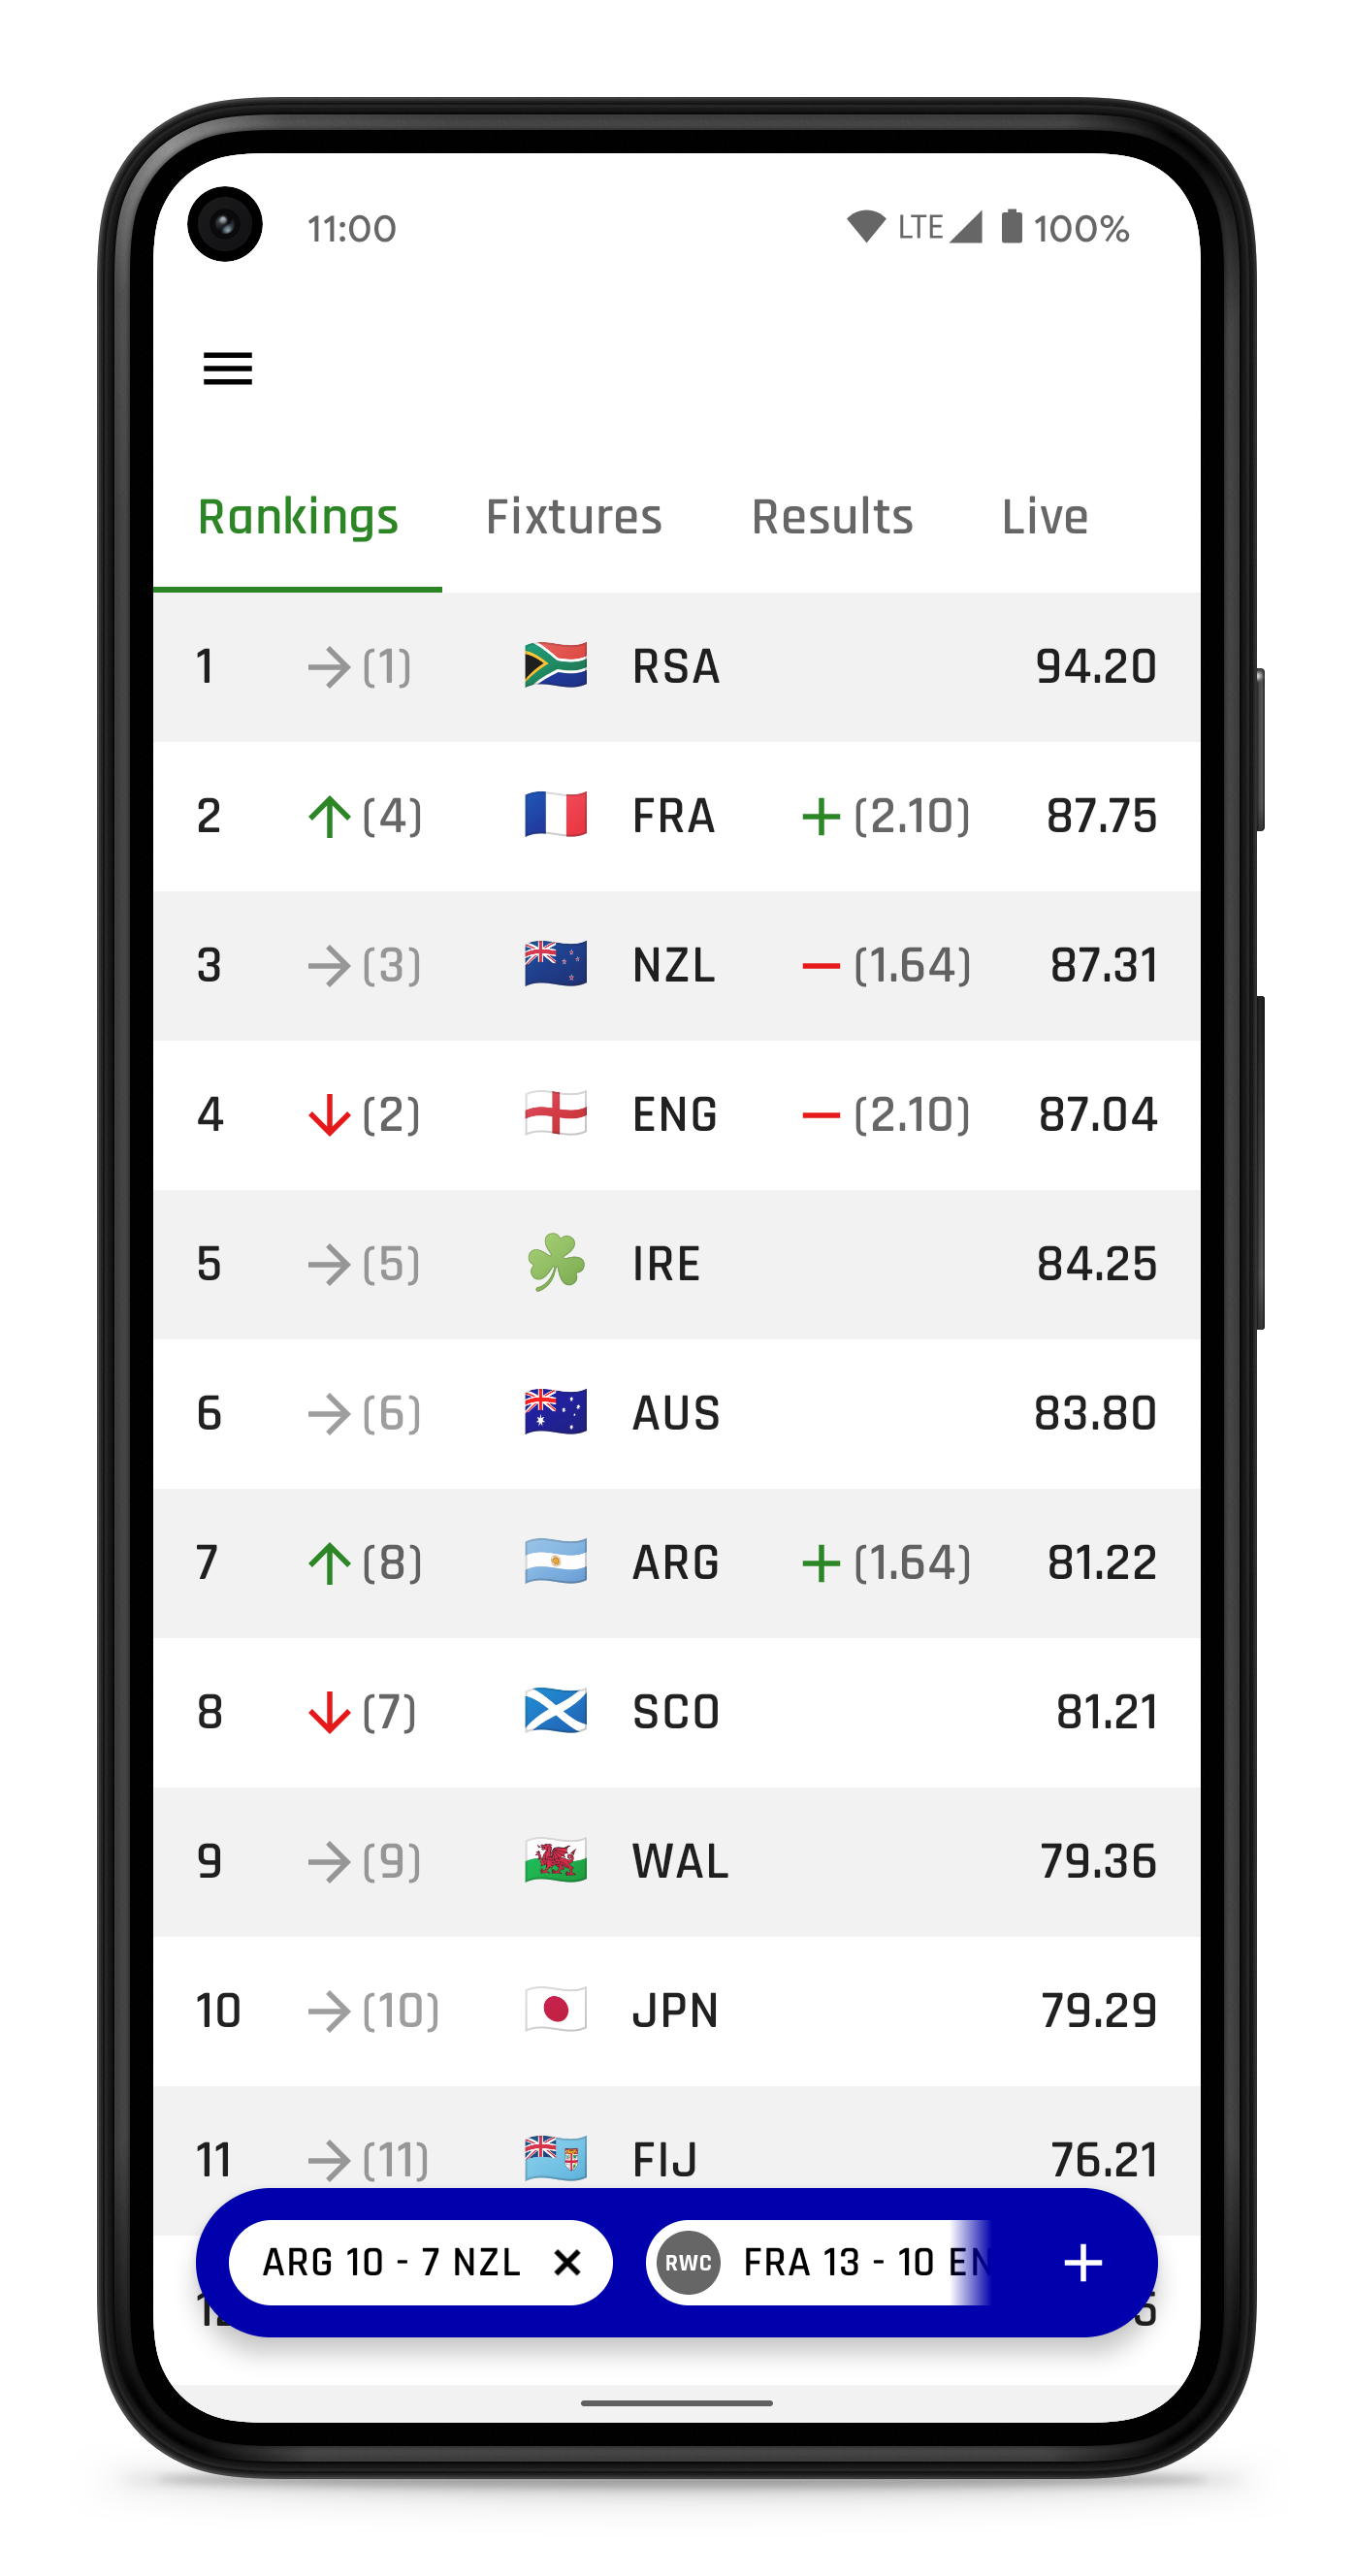 11:00 LTE 100%
Rankings Fixtures Results Live
1 → (1) RSA 94.20
2 ↑ (4) FRA + (2.10) 87.75
3 → (3) NZL − (1.64) 87.31
4 ↓ (2) ENG − (2.10) 87.04
5 → (5) IRE 84.25
6 → (6) AUS 83.80
7 ↑ (8) ARG + (1.64) 81.22
8 ↓ (7) SCO 81.21
9 → (9) WAL 79.36
10 → (10) JPN 79.29
11 → (11) FIJ 76.21
ARG 10 - 7 NZL × RWC FRA 13 - 10 +